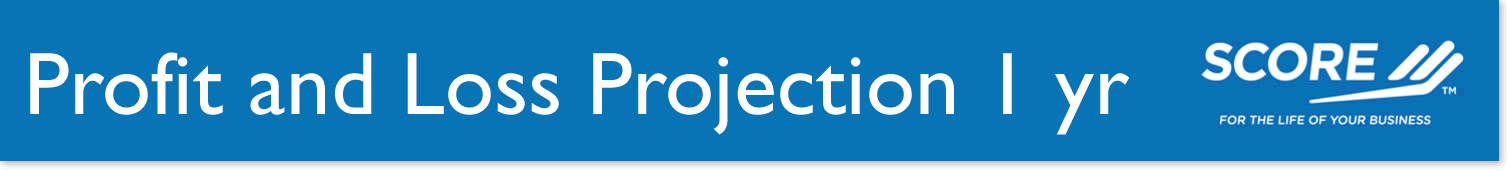 Profit and Loss Projection 1 yr
SCORE
TM
FOR THE LIFE OF YOUR BUSINESS